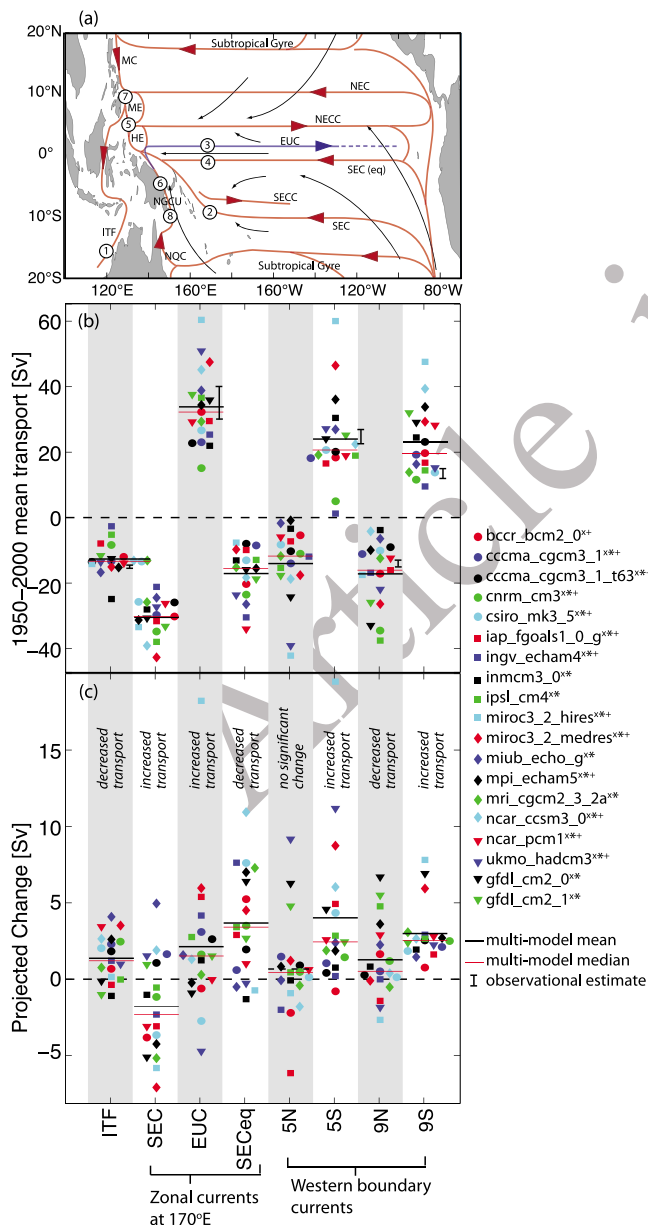 (a)
20°N
10°N
0°
10°S
20°S
Subtropical Gyre
MC
NEC
7
ME
5
NECC
HE
3
EUC
4
SEC (eq)
6
NGCU
SECC
8
2
SEC
ITF
1
NQC
Subtropical Gyre
120°E
160°E
160°W
120°W
80°W
(b)
1950−2000 mean transport [Sv]
60
40
20
0
−20
−40
(c)
Projected Change [Sv]
15
10
5
0
−5
decreased
transport
increased
transport
increased
transport
decreased
transport
no significant
change
increased
transport
decreased
transport
increased
transport
ITF
SEC
EUC
SECeq
5N
5S
9N
9S
Zonal currents
at 170°E
Western boundary
currents
bccr_bcm2_0ˣ*⁺
cccma_cgcm3_1ˣ*⁺
cccma_cgcm3_1_t63ˣ*⁺
cnrm_cm3ˣ*⁺
csiro_mk3_5ˣ*⁺
iap_fgoals1_0_gˣ*⁺
ingv_echam4ˣ*⁺
inmcm3_0ˣ*
ipsl_cm4ˣ*
miroc3_2_hiresˣ*⁺
miroc3_2_medresˣ*⁺
miub_echo_gˣ*
mpi_echam5ˣ*⁺
mri_cgcm2_3_2aˣ*
ncar_ccsm3_0ˣ*⁺
ncar_pcm1ˣ*⁺
ukmo_hadcm3ˣ*⁺
gfdl_cm2_0ˣ*
gfdl_cm2_1ˣ*
multi-model mean
multi-model median
observational estimate
Article